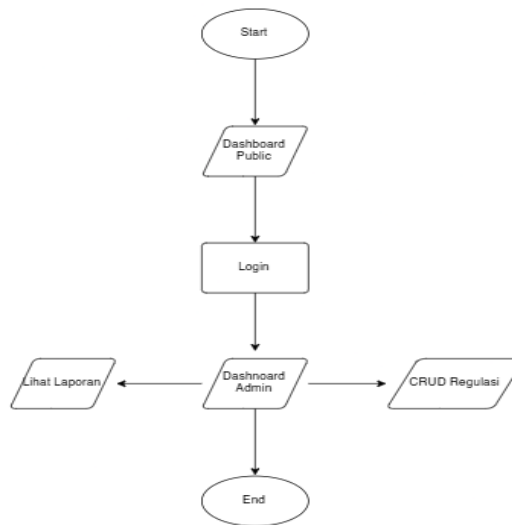 Start
Dashboard
Public
Login
Lihat Laporan
Dashnoard
Admin
CRUD Regulasi
End